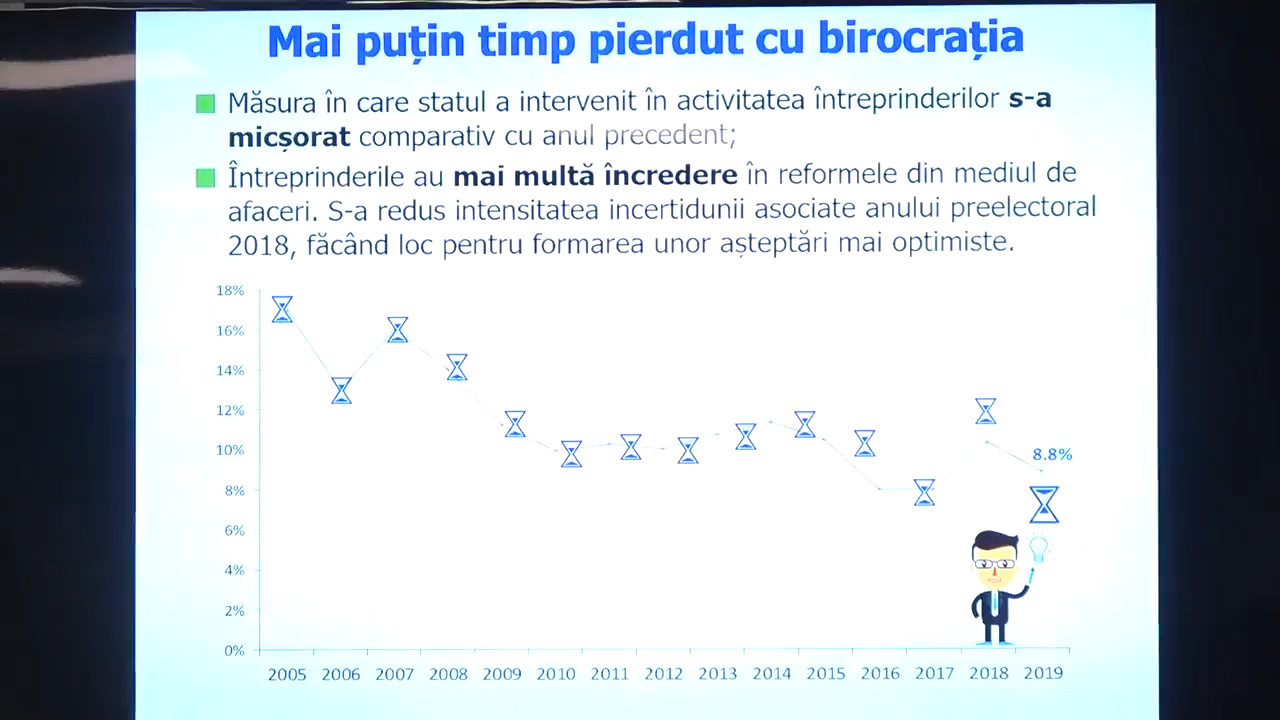 Mai puțin timp pierdut cu birocrația
Măsura în care statul a intervenit în activitatea întreprinderilor s-a
micșorat comparativ cu anul precedent;
Întreprinderile au mai multă încredere în reformele din mediul de
afaceri. S-a redus intensitatea incertidunii asociate anului preelectoral
2018, făcând loc pentru formarea unor așteptări mai optimiste.
18%
16%
14%
12%
10%
8%
6%
4%
2%
0%
8.8%
2005 2006 2007 2008 2009 2010 2011 2012 2013 2014 2015 2016 2017 2018 2019